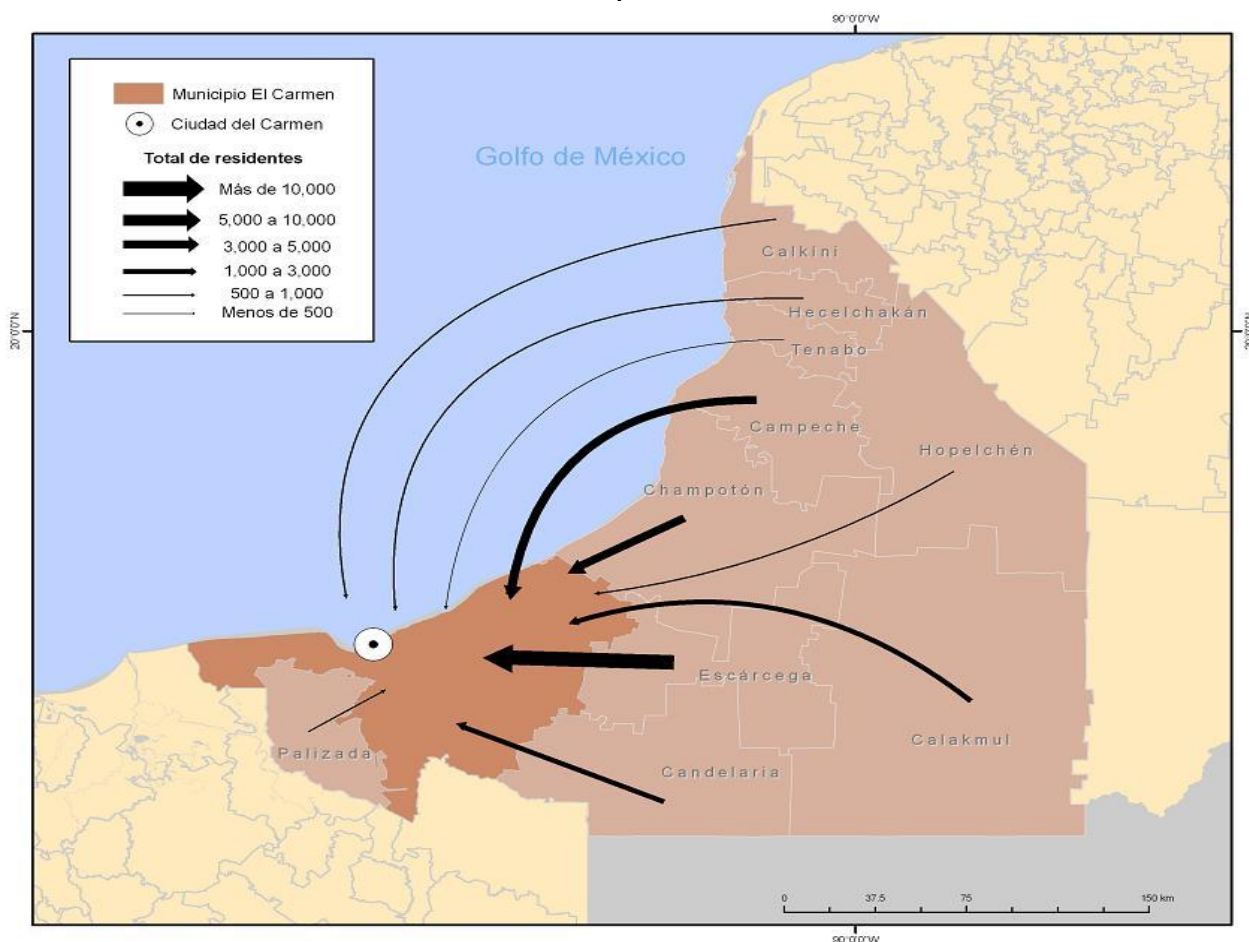 90°0'0"W
Municipio El Carmen
Ciudad del Carmen
Total de residentes
Más de 10,000
5,000 a 10,000
3,000 a 5,000
1,000 a 3,000
500 a 1,000
Menos de 500
Golfo de México
Calkiní
Hecelchakán
20°0'0"N
20°0'0"N
Tenabo
Campeche
Hopelchén
Champotón
Escárcega
Calakmul
Palizada
Candelaria
0 37.5 75 150 km
90°0'0"W